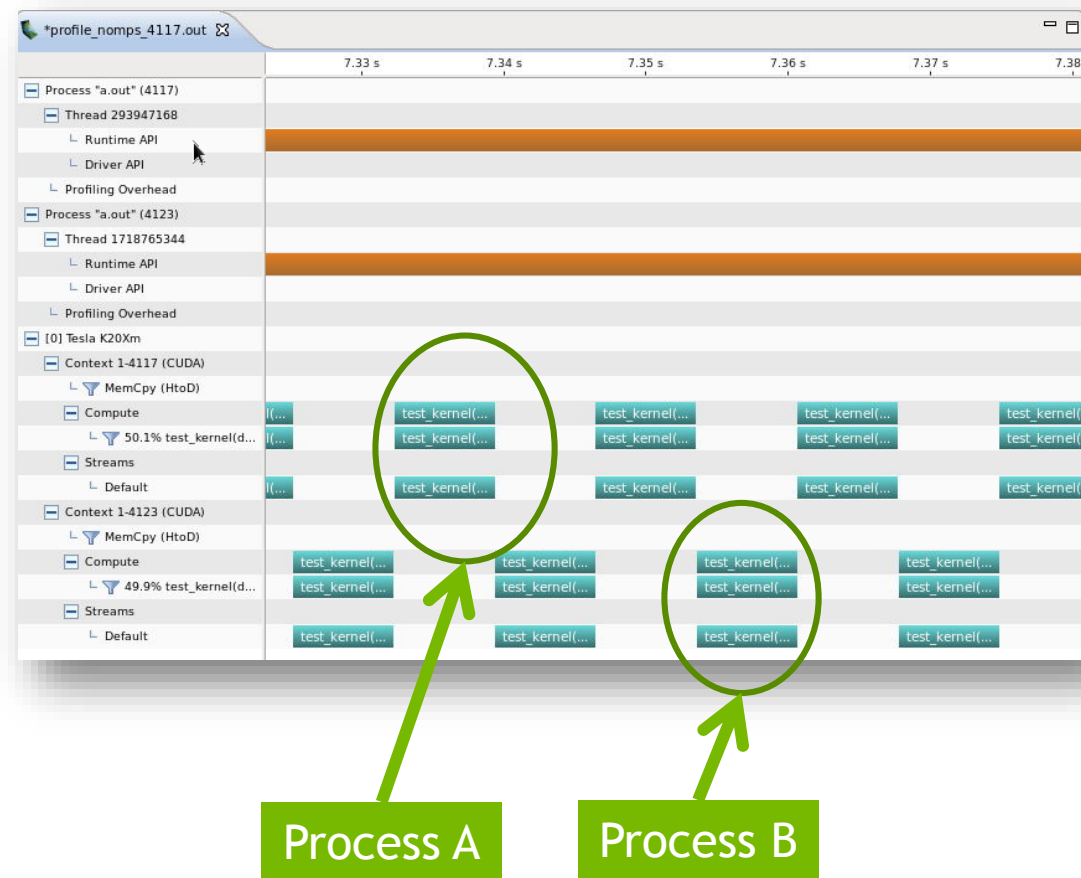 *profile_nomps_4117.out
7.33 s 7.34 s 7.35 s 7.36 s 7.37 s 7.38
Process "a.out" (4117)
Thread 293947168
Runtime API
Driver API
Profiling Overhead
Process "a.out" (4123)
Thread 1718765344
Runtime API
Driver API
Profiling Overhead
[0] Tesla K20Xm
Context 1-4117 (CUDA)
MemCpy (HtoD)
Compute l(... test_kernel(... test_kernel(... test_kernel(... test_kernel(
50.1% test_kernel(d... l(... test_kernel(... test_kernel(... test_kernel(... test_kernel(
Streams
Default l(... test_kernel(... test_kernel(... test_kernel(... test_kernel(
Context 1-4123 (CUDA)
MemCpy (HtoD)
Compute test_kernel(... test_kernel(... test_kernel(... test_kernel(...
49.9% test_kernel(d... test_kernel(... test_kernel(... test_kernel(... test_kernel(...
Streams
Default test_kernel(... test_kernel(... test_kernel(... test_kernel(...
Process A Process B